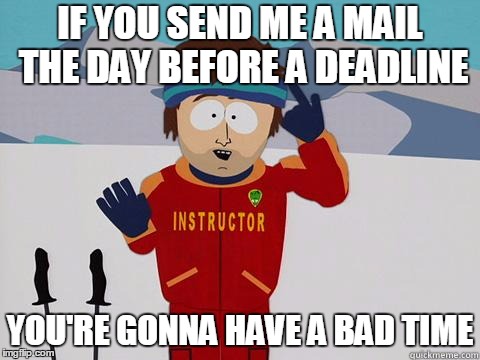 IF YOU SEND ME A MAIL
THE DAY BEFORE A DEADLINE
INSTRUCTOR
YOU'RE GONNA HAVE A BAD TIME
imgflip.com
quickmeme.com